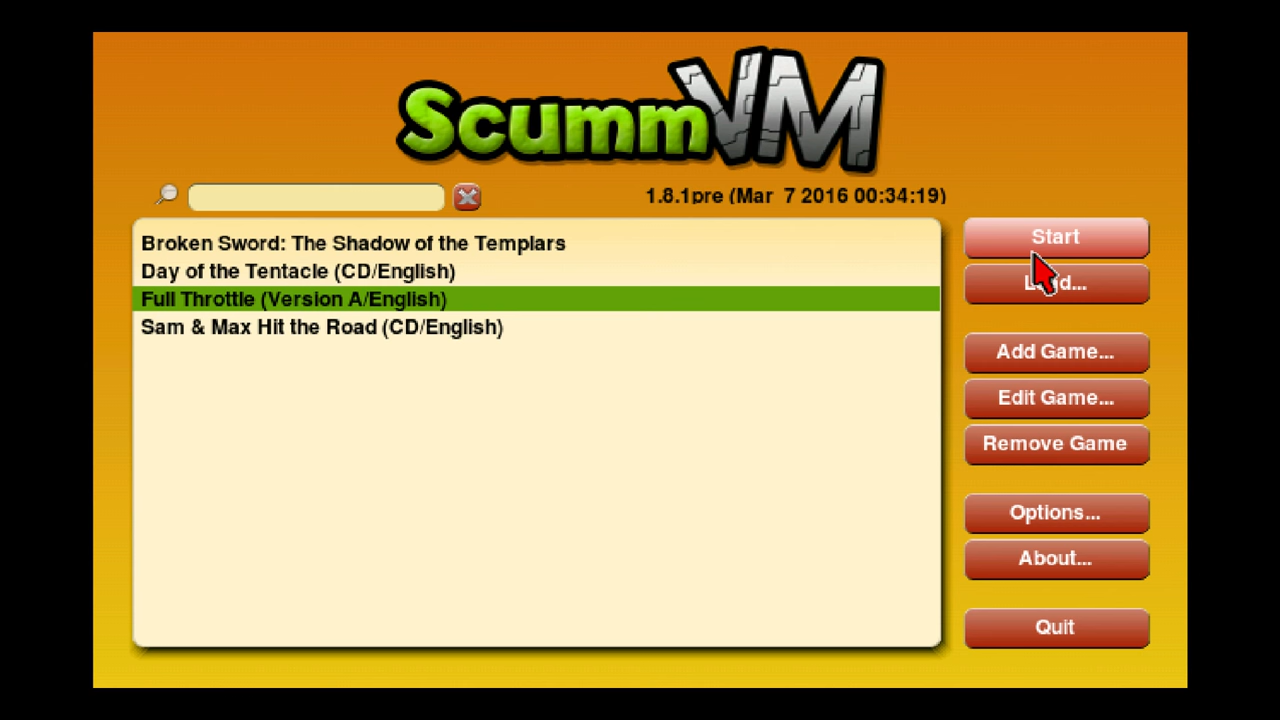 ScummVM
1.8.1pre (Mar 7 2016 00:34:19)
Broken Sword: The Shadow of the Templars
Day of the Tentacle (CD/English)
Full Throttle (Version A/English)
Sam & Max Hit the Road (CD/English)
Start
Add Game...
Edit Game...
Remove Game
Options...
About...
Quit